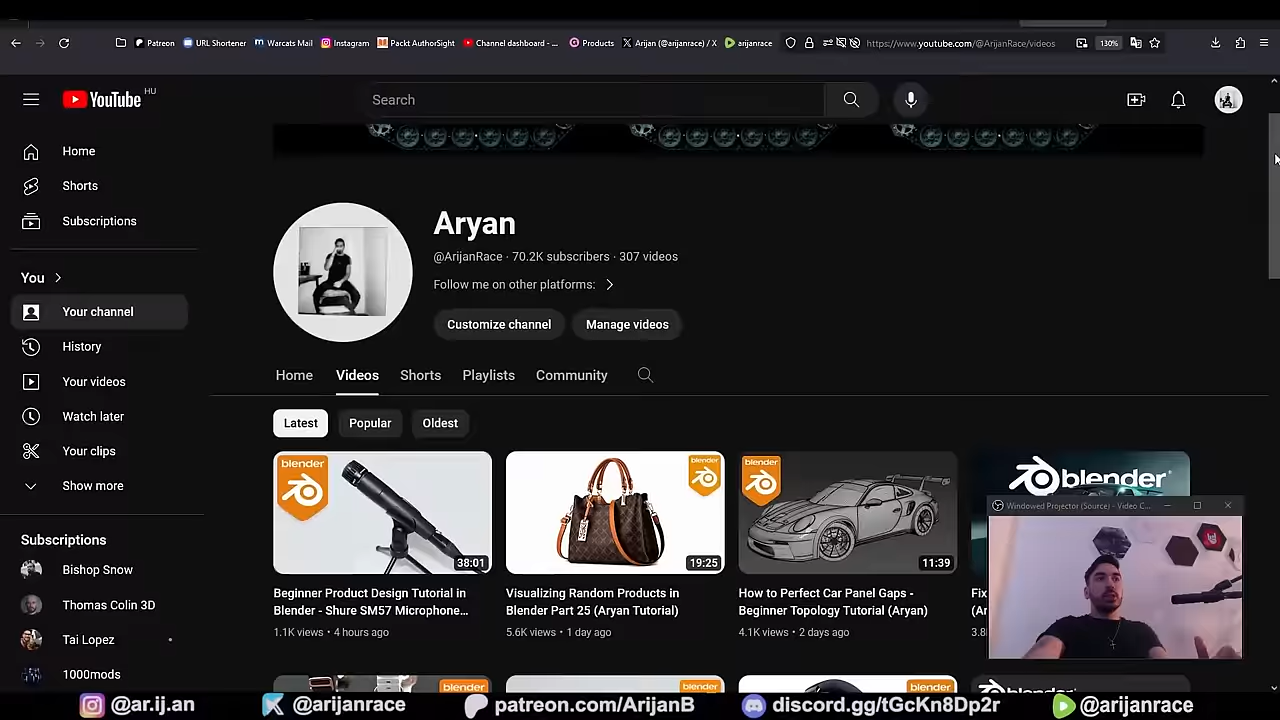 Patreon
URL Shortener
Warcats Mail
Instagram
Packt AuthorSight
Channel dashboard - ...
Products
Arijan (@arijanrace) / X
arijanrace
https://www.youtube.com/@ArijanRace/videos
130%
YouTube HU
Search
Home
Shorts
Subscriptions
You
Your channel
History
Your videos
Watch later
Your clips
Show more
Subscriptions
Bishop Snow
Thomas Colin 3D
Tai Lopez
1000mods
Aryan
@ArijanRace · 70.2K subscribers · 307 videos
Follow me on other platforms:
Customize channel
Manage videos
Home
Videos
Shorts
Playlists
Community
Latest
Popular
Oldest
blender
38:01
Beginner Product Design Tutorial in
Blender - Shure SM57 Microphone...
1.1K views • 4 hours ago
blender
19:25
Visualizing Random Products in
Blender Part 25 (Aryan Tutorial)
5.6K views • 1 day ago
blender
11:39
How to Perfect Car Panel Gaps -
Beginner Topology Tutorial (Aryan)
4.1K views • 2 days ago
blender
Fix
(Ar
3.8
Windowed Projector (Source) - Video C...
blender
blender
blender
blender
@ar.ij.an
@arijanrace
patreon.com/ArijanB
discord.gg/tGcKn8Dp2r
@arijanrace